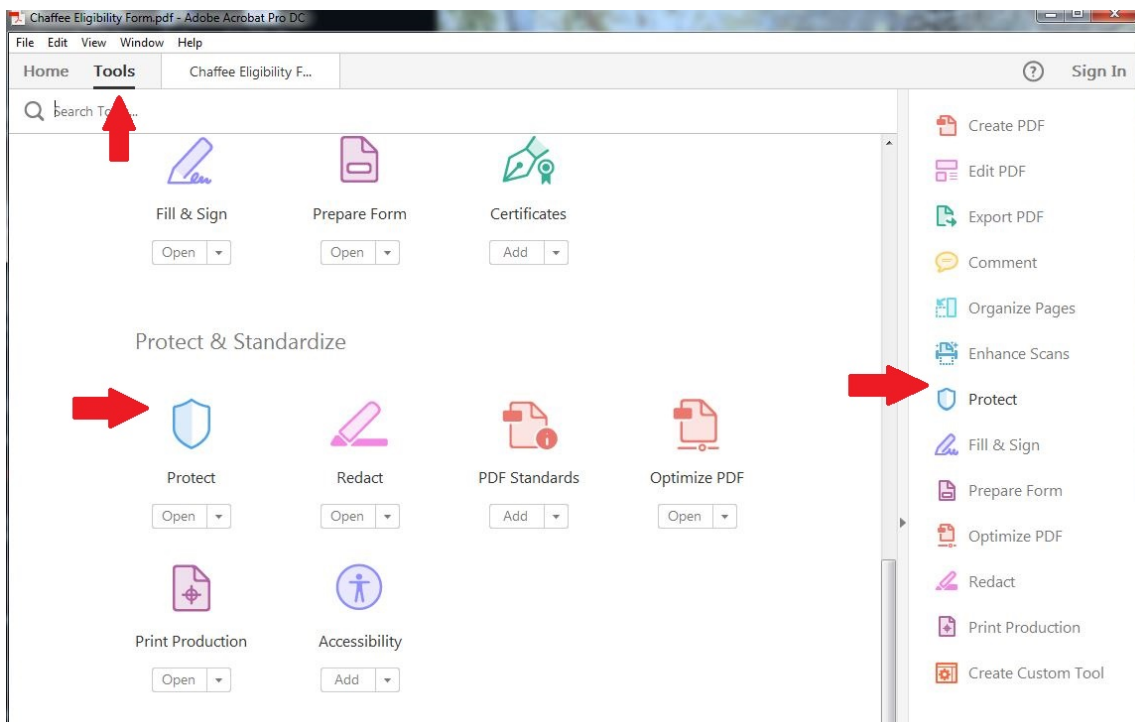 Chaffee Eligibility Form.pdf - Adobe Acrobat Pro DC
File Edit View Window Help
Home Tools Chaffee Eligibility F... Sign In
Search To...
Fill & Sign Prepare Form Certificates
Open Open Add
Protect & Standardize
Protect Redact PDF Standards Optimize PDF
Open Open Add Open
Print Production Accessibility
Open Add
Create PDF
Edit PDF
Export PDF
Comment
Organize Pages
Enhance Scans
Protect
Fill & Sign
Prepare Form
Optimize PDF
Redact
Print Production
Create Custom Tool